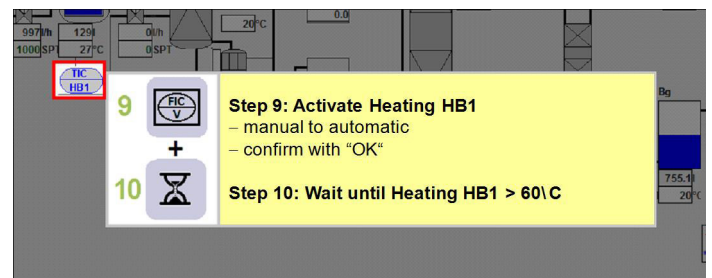 0.0
20°C
997l/h 129l 0l/h
1000SPT 27°C 0SPT
TIC
HB1
Bg
9 FIC
V
Step 9: Activate Heating HB1
– manual to automatic
– confirm with “OK“
+
10 Step 10: Wait until Heating HB1 > 60\C
755.1l
20°C